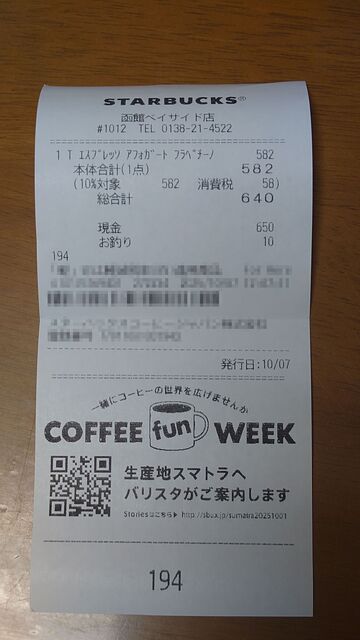 STARBUCKS®
函館ベイサイド店
#1012 TEL 0138-21-4522
1 T ｴｽﾌﾟﾚｯｿ ｱﾌｫｶﾞｰﾄ ﾌﾗﾍﾟﾁｰﾉ 582
本体合計(1点) 582
(10%対象 582 消費税 58)
総合計 640
現金 650
お釣り 10
194
発行日:10/07
一緒にコーヒーの世界を広げませんか
COFFEE fun WEEK
生産地スマトラへ
バリスタがご案内します
Storiesはこちら▶ http://sbux.jp/sumatra20251001
194